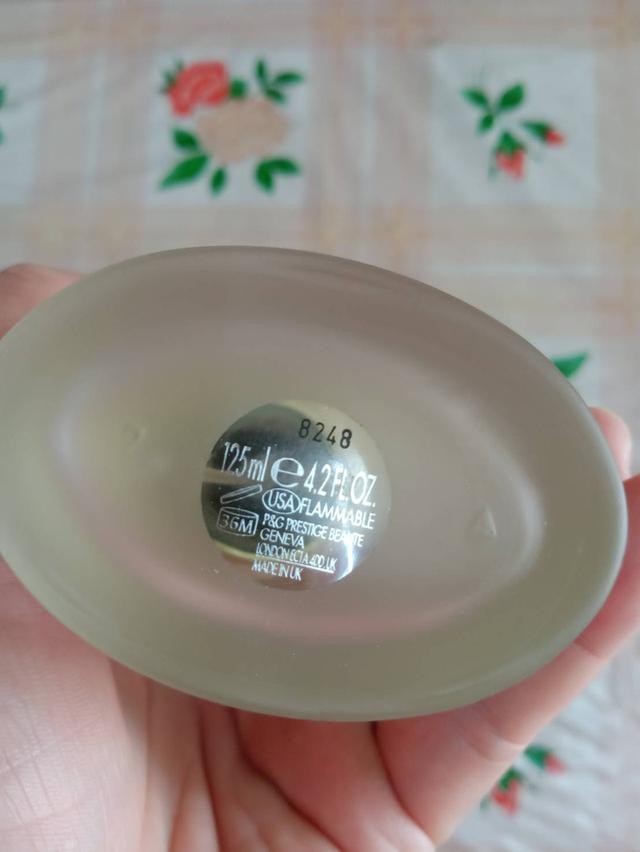 8248
125ml e 4.2 FL.OZ.
USA FLAMMABLE
36M P&G PRESTIGE BEAUTE
GENEVA
LONDON EC1A 4DD, UK
MADE IN UK